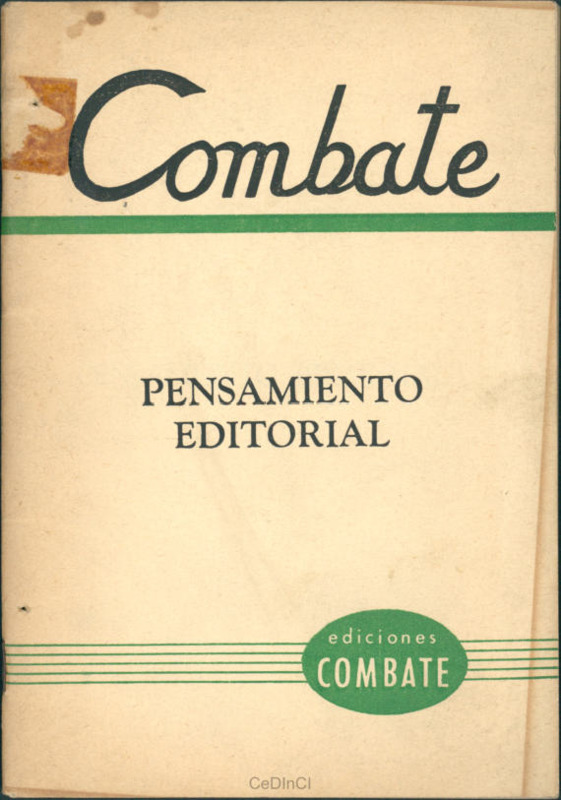 Combate
PENSAMIENTO
EDITORIAL
ediciones
COMBATE
CeDInCI